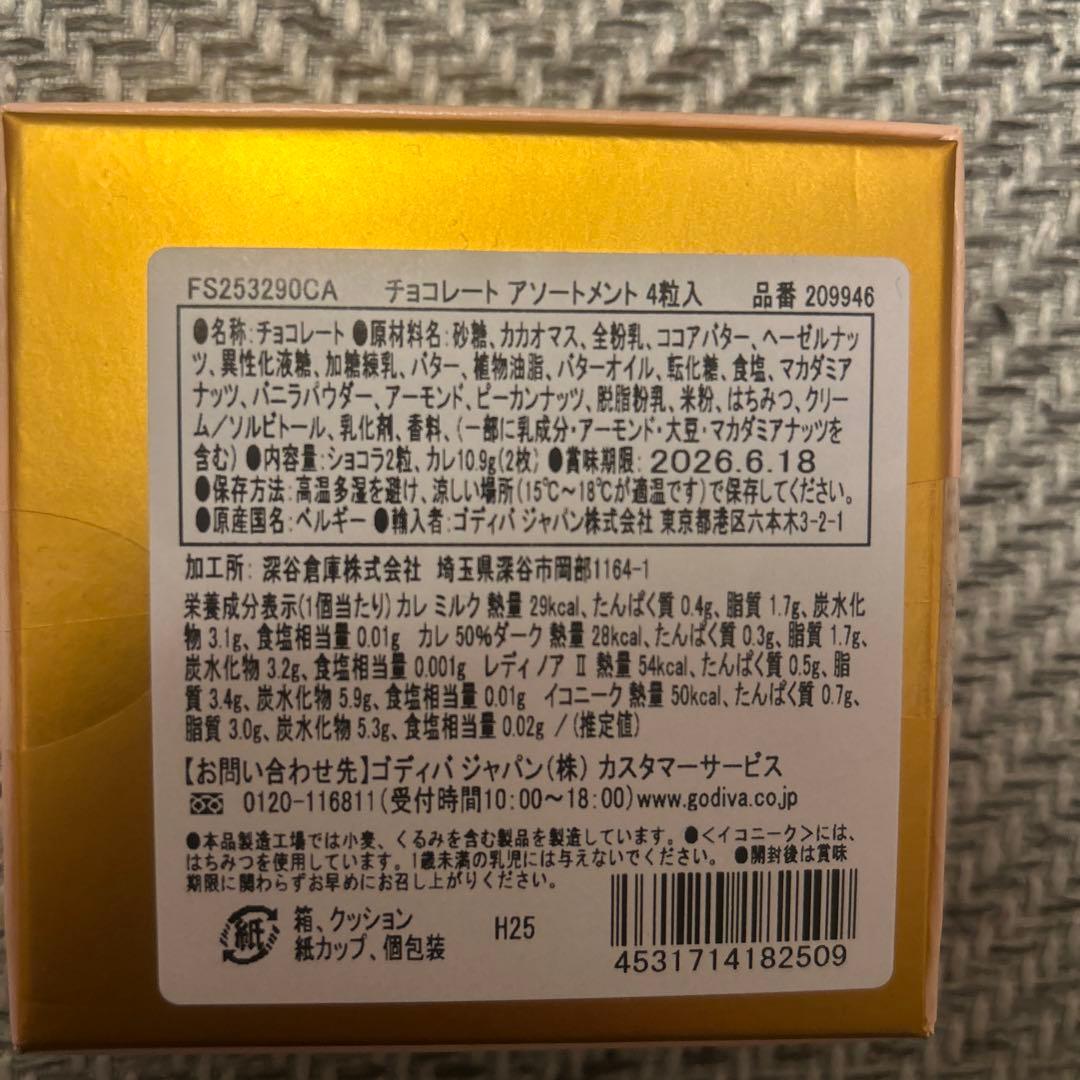 FS253290CA チョコレート アソートメント 4粒入 品番 209946
●名称:チョコレート ●原材料名:砂糖、カカオマス、全粉乳、ココアバター、ヘーゼルナッ
ツ、異性化液糖、加糖練乳、バター、植物油脂、バターオイル、転化糖、食塩、マカダミア
ナッツ、バニラパウダー、アーモンド、ピーカンナッツ、脱脂粉乳、米粉、はちみつ、クリー
ム/ソルビトール、乳化剤、香料、(一部に乳成分・アーモンド・大豆・マカダミアナッツを
含む) ●内容量:ショコラ2粒、カレ10.9g(2枚) ●賞味期限: 2026.6.18
●保存方法:高温多湿を避け、涼しい場所(15℃～18℃が適温です)で保存してください。
●原産国名:ベルギー ●輸入者:ゴディバ ジャパン株式会社 東京都港区六本木3-2-1
加工所: 深谷倉庫株式会社 埼玉県深谷市岡部1164-1
栄養成分表示(1個当たり) カレ ミルク 熱量 29kcal、たんぱく質 0.4g、脂質 1.7g、炭水化
物 3.1g、食塩相当量 0.01g カレ 50%ダーク 熱量 28kcal、たんぱく質 0.3g、脂質 1.7g、
炭水化物 3.2g、食塩相当量 0.001g レディ ノア Ⅱ 熱量 54kcal、たんぱく質 0.5g、脂
質 3.4g、炭水化物 5.9g、食塩相当量 0.01g イコニーク 熱量 50kcal、たんぱく質 0.7g、
脂質 3.0g、炭水化物 5.3g、食塩相当量 0.02g /(推定値)
【お問い合わせ先】ゴディバ ジャパン(株) カスタマーサービス
0120-116811(受付時間10:00～18:00)www.godiva.co.jp
●本品製造工場では小麦、くるみを含む製品を製造しています。●<イコニーク>には、
はちみつを使用しています。1歳未満の乳児には与えないでください。 ●開封後は賞味
期限に関わらずお早めにお召し上がりください。
紙
箱、クッション
紙カップ、個包装
H25
4531714182509